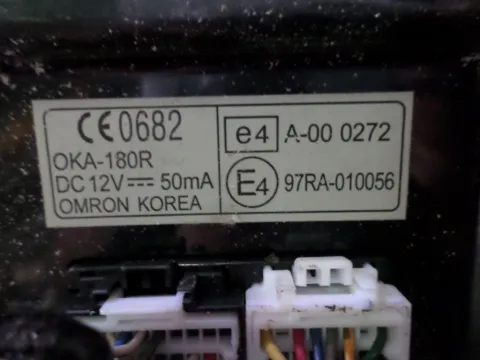 CE0682
OKA-180R
DC 12V⎓ 50mA
OMRON KOREA
e4 A-00 0272
E4 97RA-010056